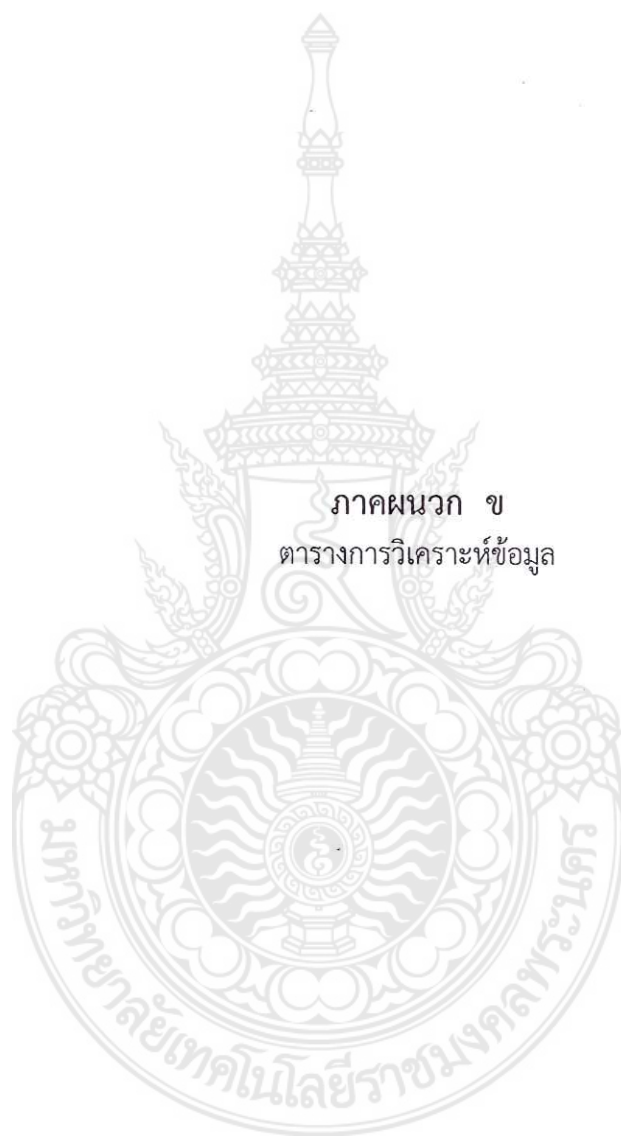 ภาคผนวก ข
ตารางการวิเคราะห์ข้อมูล
มหาวิทยาลัยเทคโนโลยีราชมงคลพระนคร